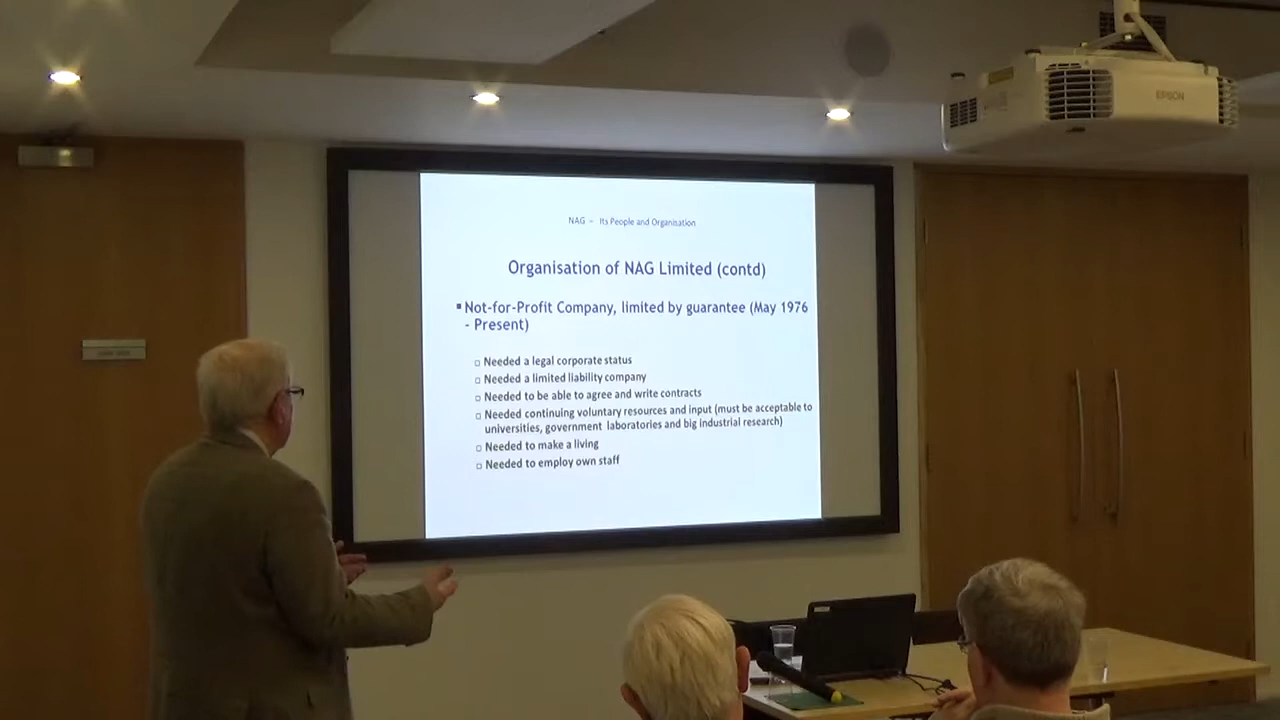 EPSON
NAG – Its People and Organisation
Organisation of NAG Limited (contd)
▪ Not-for-Profit Company, limited by guarantee (May 1976
- Present)
□ Needed a legal corporate status
□ Needed a limited liability company
□ Needed to be able to agree and write contracts
□ Needed continuing voluntary resources and input (must be acceptable to
universities, government laboratories and big industrial research)
□ Needed to make a living
□ Needed to employ own staff